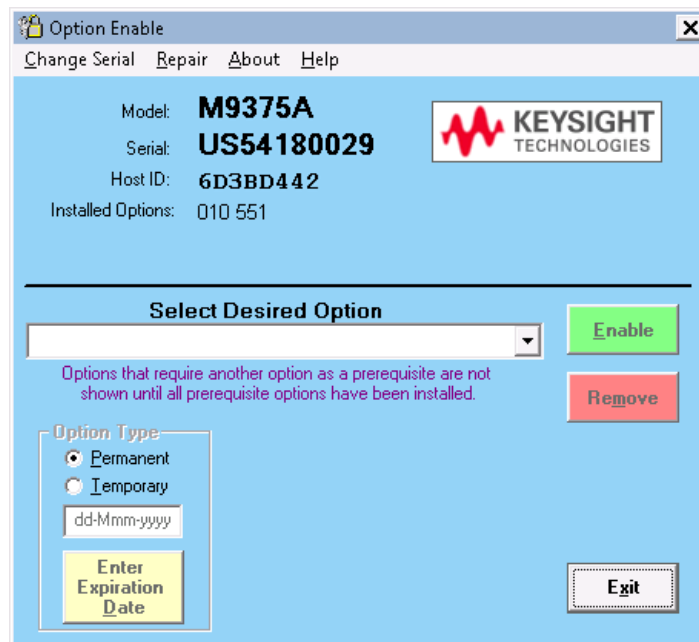 Option Enable
Change Serial Repair About Help
Model: M9375A
Serial: US54180029
Host ID: 6D3BD442
Installed Options: 010 551
KEYSIGHT
TECHNOLOGIES
Select Desired Option
Enable
Options that require another option as a prerequisite are not
shown until all prerequisite options have been installed.
Remove
Option Type
Permanent
Temporary
dd-Mmm-yyyy
Enter
Expiration
Date
Exit